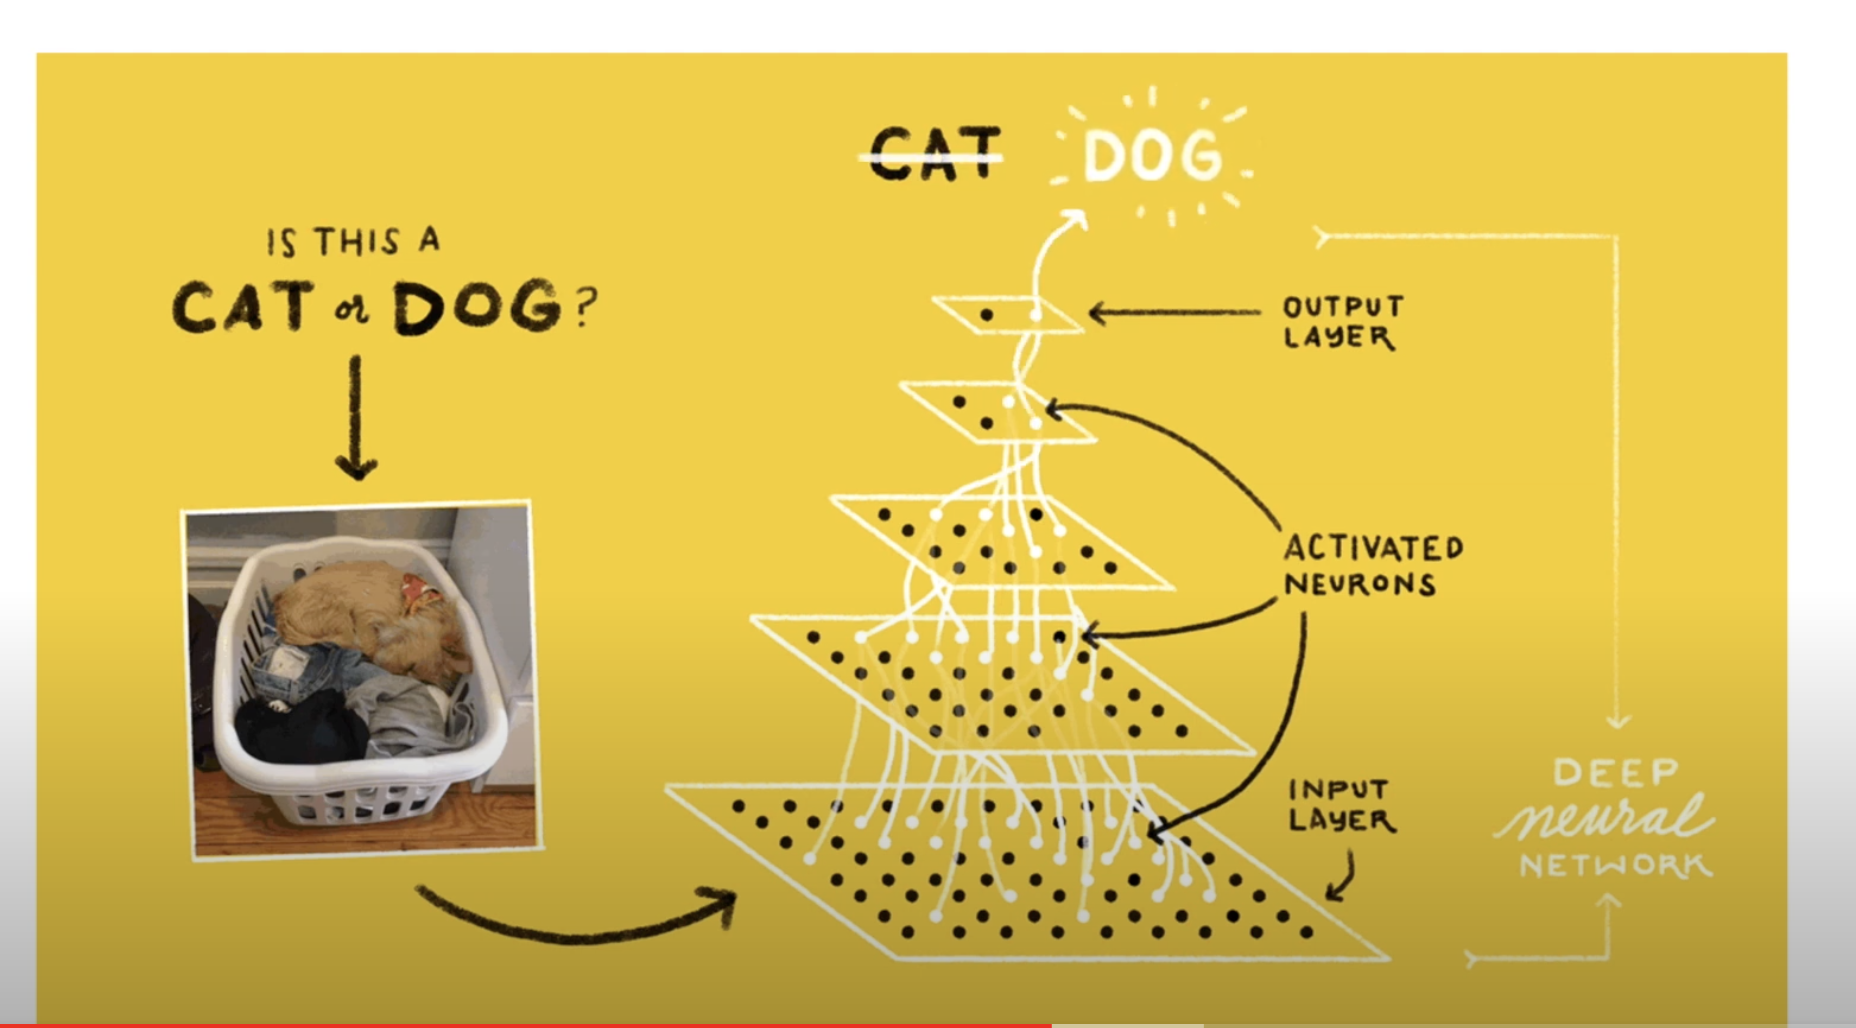 IS THIS A
CAT or DOG?
CAT DOG
OUTPUT
LAYER
ACTIVATED
NEURONS
INPUT
LAYER
DEEP
neural
NETWORK